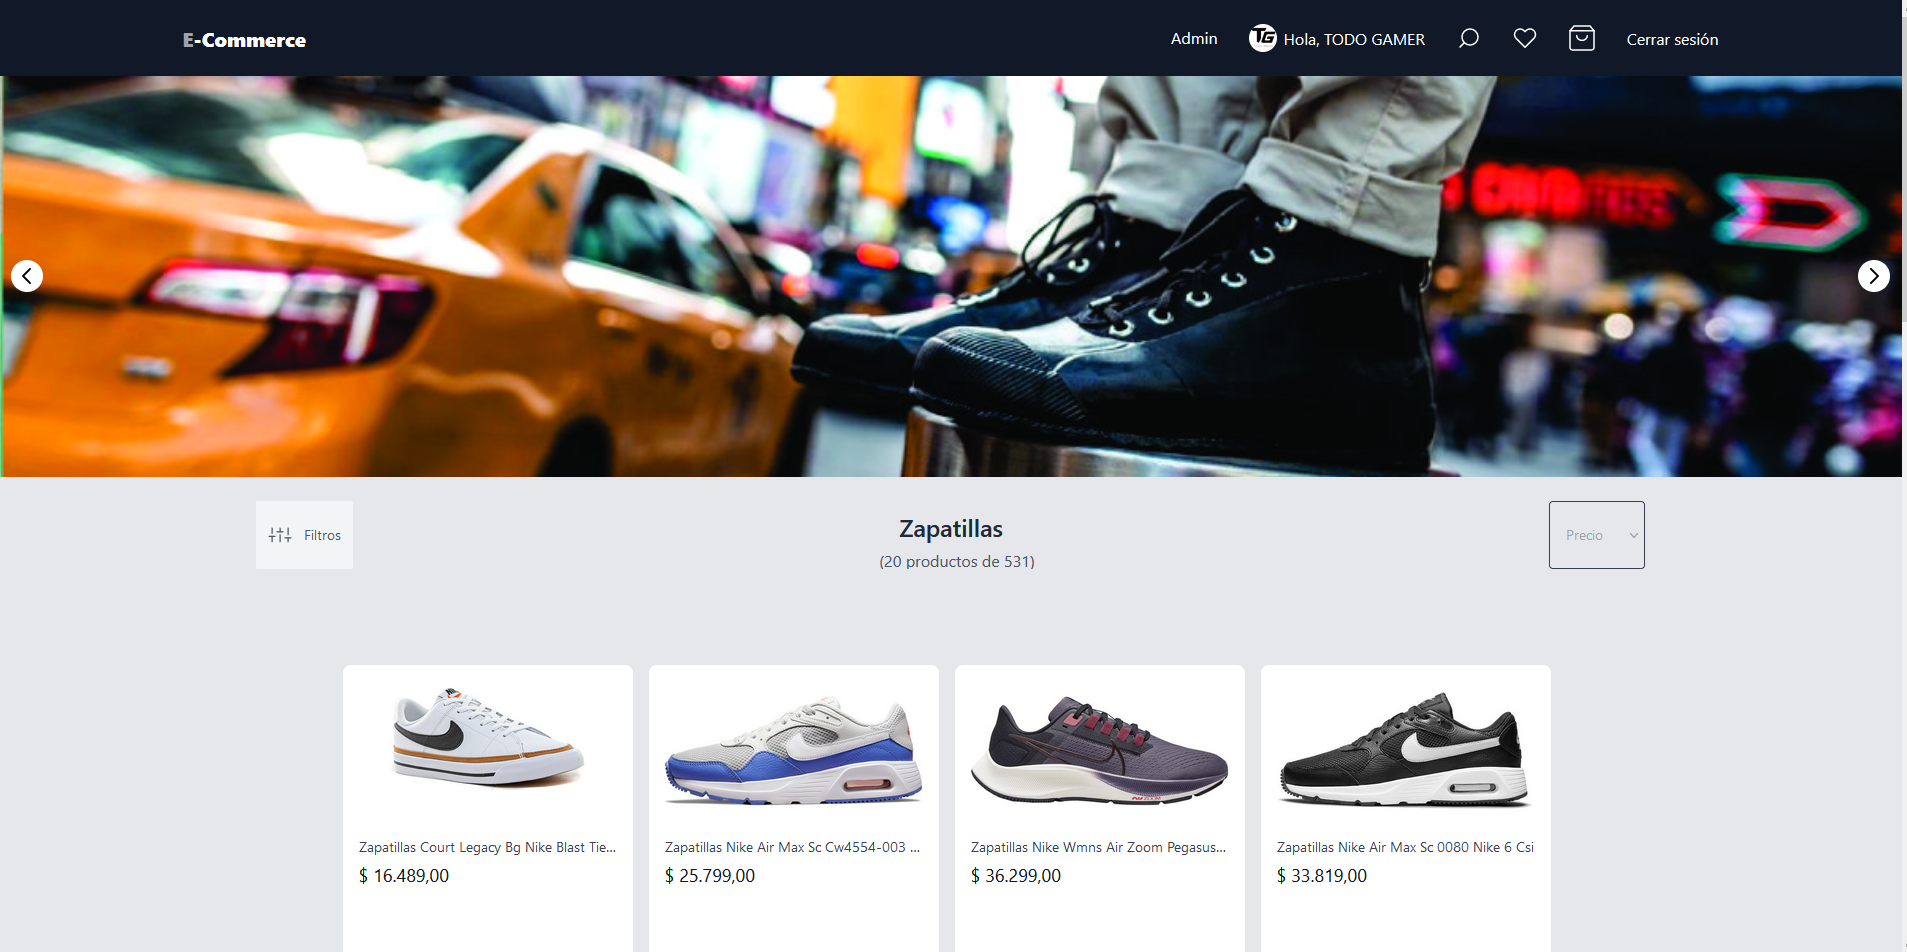 E-Commerce
Admin
TG
Hola, TODO GAMER
Cerrar sesión
Filtros
Zapatillas
(20 productos de 531)
Precio
Zapatillas Court Legacy Bg Nike Blast Tie...
$ 16.489,00
Zapatillas Nike Air Max Sc Cw4554-003 ...
$ 25.799,00
Zapatillas Nike Wmns Air Zoom Pegasus...
$ 36.299,00
Zapatillas Nike Air Max Sc 0080 Nike 6 Csi
$ 33.819,00